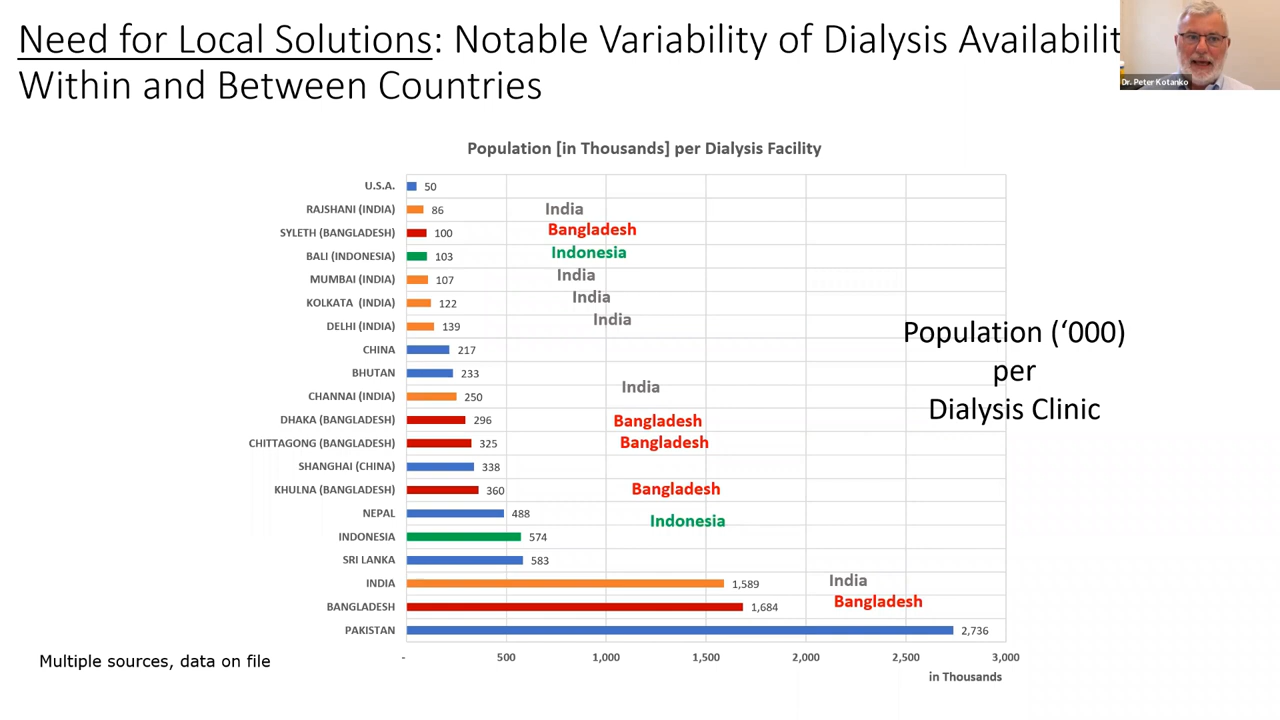 Need for Local Solutions: Notable Variability of Dialysis Availabilit
Within and Between Countries
Dr. Peter Kotanko
Population [in Thousands] per Dialysis Facility
U.S.A. 50
RAJSHANI (INDIA) 86 India
SYLETH (BANGLADESH) 100 Bangladesh
BALI (INDONESIA) 103 Indonesia
MUMBAI (INDIA) 107 India
KOLKATA (INDIA) 122 India
DELHI (INDIA) 139 India
CHINA 217
BHUTAN 233
India
CHANNAI (INDIA) 250
DHAKA (BANGLADESH) 296 Bangladesh
CHITTAGONG (BANGLADESH) 325 Bangladesh
SHANGHAI (CHINA) 338
KHULNA (BANGLADESH) 360 Bangladesh
NEPAL 488
Indonesia
INDONESIA 574
SRI LANKA 583
INDIA 1,589 India
BANGLADESH 1,684 Bangladesh
PAKISTAN 2,736
Population (‘000)
per
Dialysis Clinic
- 500 1,000 1,500 2,000 2,500 3,000
in Thousands
Multiple sources, data on file